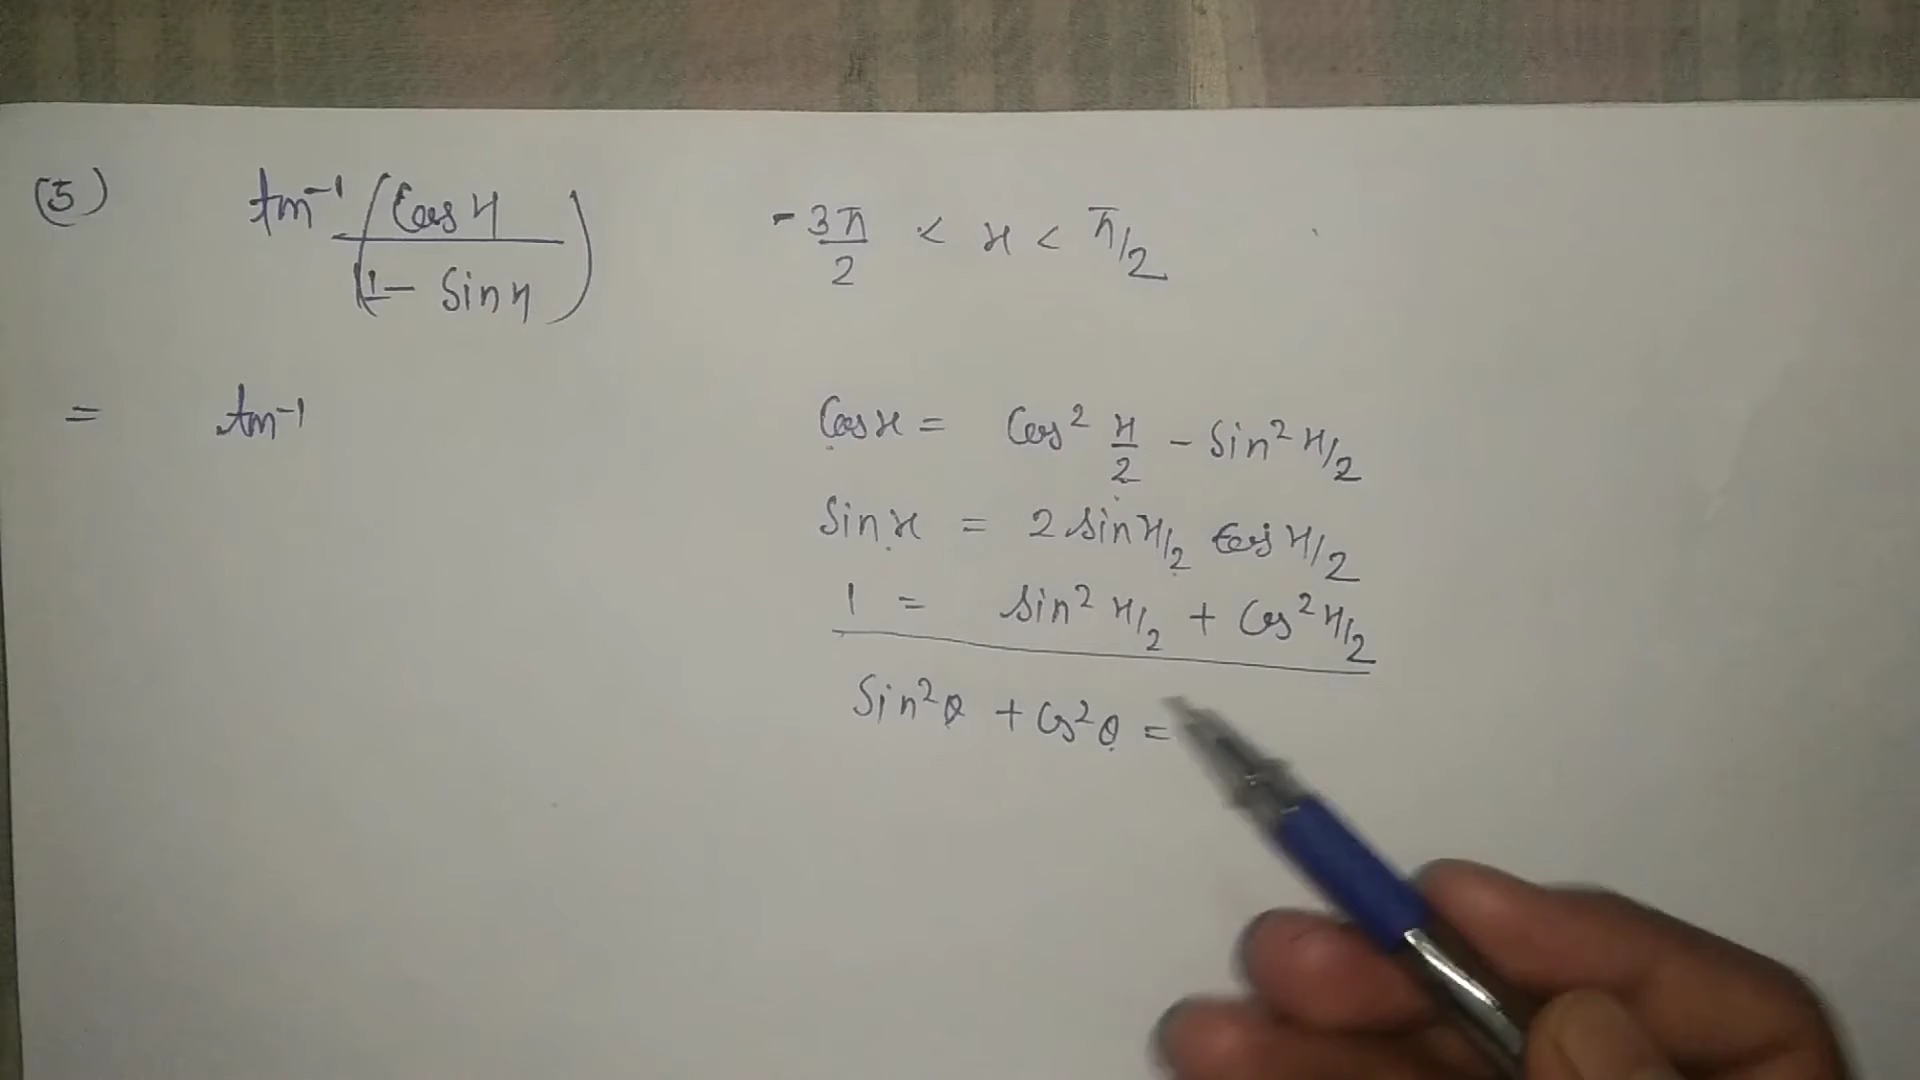 (5) tan⁻¹ (Cos x / 1 - Sin x) -3π/2 < x < π/2
= tan⁻¹
Cos x = Cos² x/2 - Sin² x/2
Sin x = 2 sin x/2 Cos x/2
1 = sin² x/2 + Cos² x/2
Sin²θ + Cs²θ =